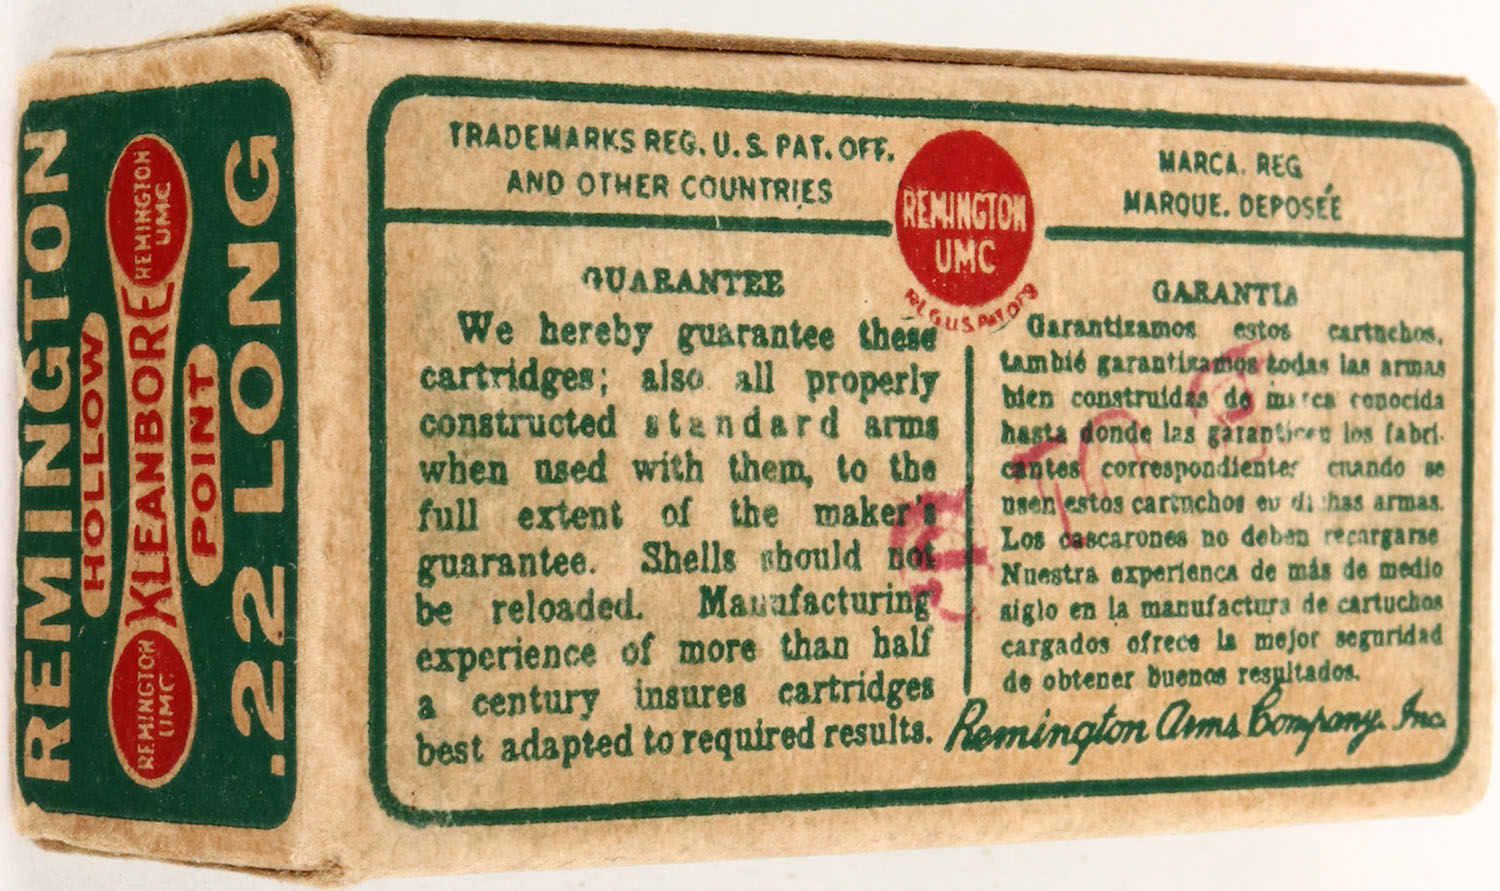 REMINGTON
HOLLOW
REMINGTON
UMC
KLEANBORE
REMINGTON
UMC
POINT
.22 LONG
TRADEMARKS REG. U.S. PAT. OFF.
AND OTHER COUNTRIES
REMINGTON
UMC
REG.U.S.PAT.OFF
MARCA. REG
MARQUE. DEPOSÉE
GUARANTEE
We hereby guarantee these
cartridges; also all properly
constructed standard arms
when used with them, to the
full extent of the maker's
guarantee. Shells should not
be reloaded. Manufacturing
experience of more than half
a century insures cartridges
best adapted to required results.
GARANTIA
Garantizamos estos cartuchos,
tambié garantizamos todas las armas
bien construidas de marca conocida
hasta donde las garanticen los fabri-
cantes correspondientes cuando se
usen estos cartuchos en dichas armas.
Los cascarones no deben recargarse
Nuestra experienca de más de medio
siglo en la manufactura de cartuchos
cargados ofrece la mejor seguridad
de obtener buenos resultados.
Remington Arms Company, Inc.